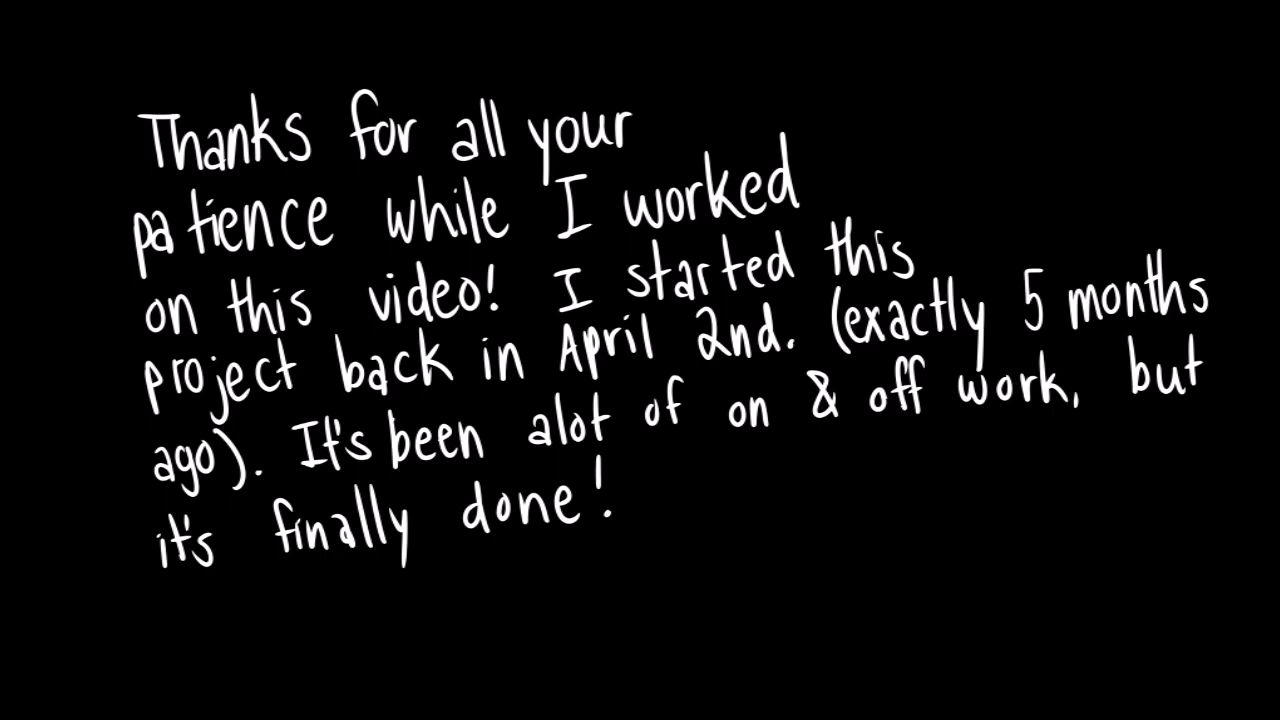 Thanks for all your
patience while I worked
on this video! I started this
project back in April 2nd. (exactly 5 months
ago). It's been alot of on & off work, but
it's finally done!